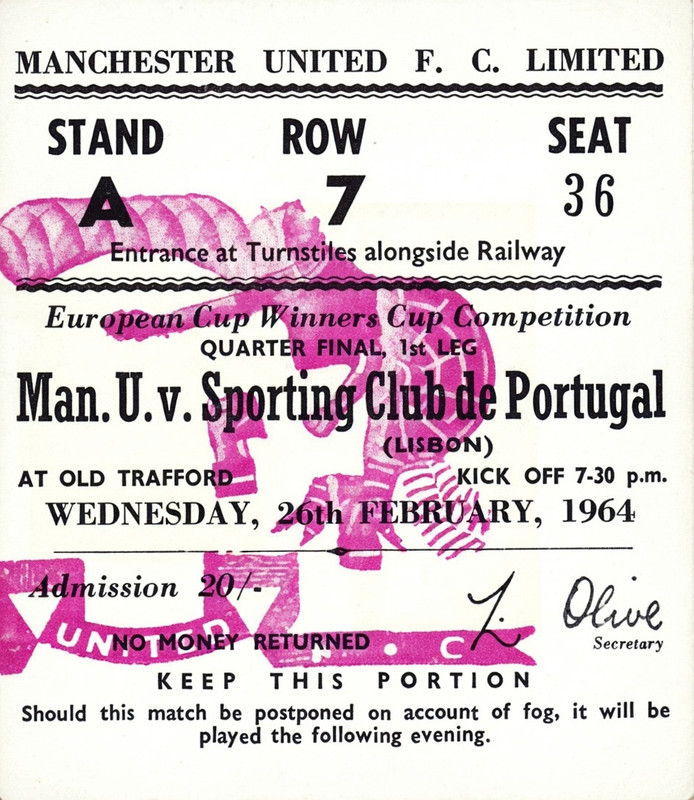 MANCHESTER UNITED F. C. LIMITED
STAND ROW SEAT
A 7 36
Entrance at Turnstiles alongside Railway
European Cup Winners Cup Competition
QUARTER FINAL, 1st LEG
Man. U. v. Sporting Club de Portugal
(LISBON)
AT OLD TRAFFORD KICK OFF 7-30 p.m.
WEDNESDAY, 26th FEBRUARY, 1964
Admission 20/-
L. Olive
Secretary
UNITED F. • C
NO MONEY RETURNED
KEEP THIS PORTION
Should this match be postponed on account of fog, it will be
played the following evening.